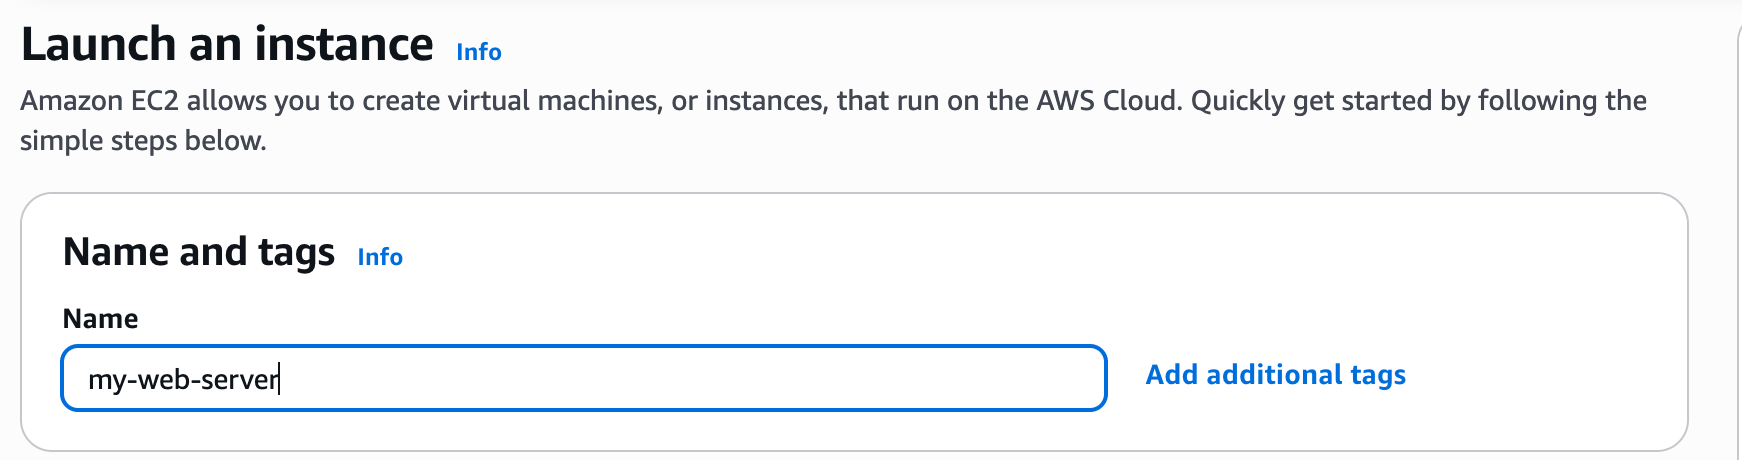 Launch an instance Info
Amazon EC2 allows you to create virtual machines, or instances, that run on the AWS Cloud. Quickly get started by following the
simple steps below.
Name and tags Info
Name
my-web-server
Add additional tags